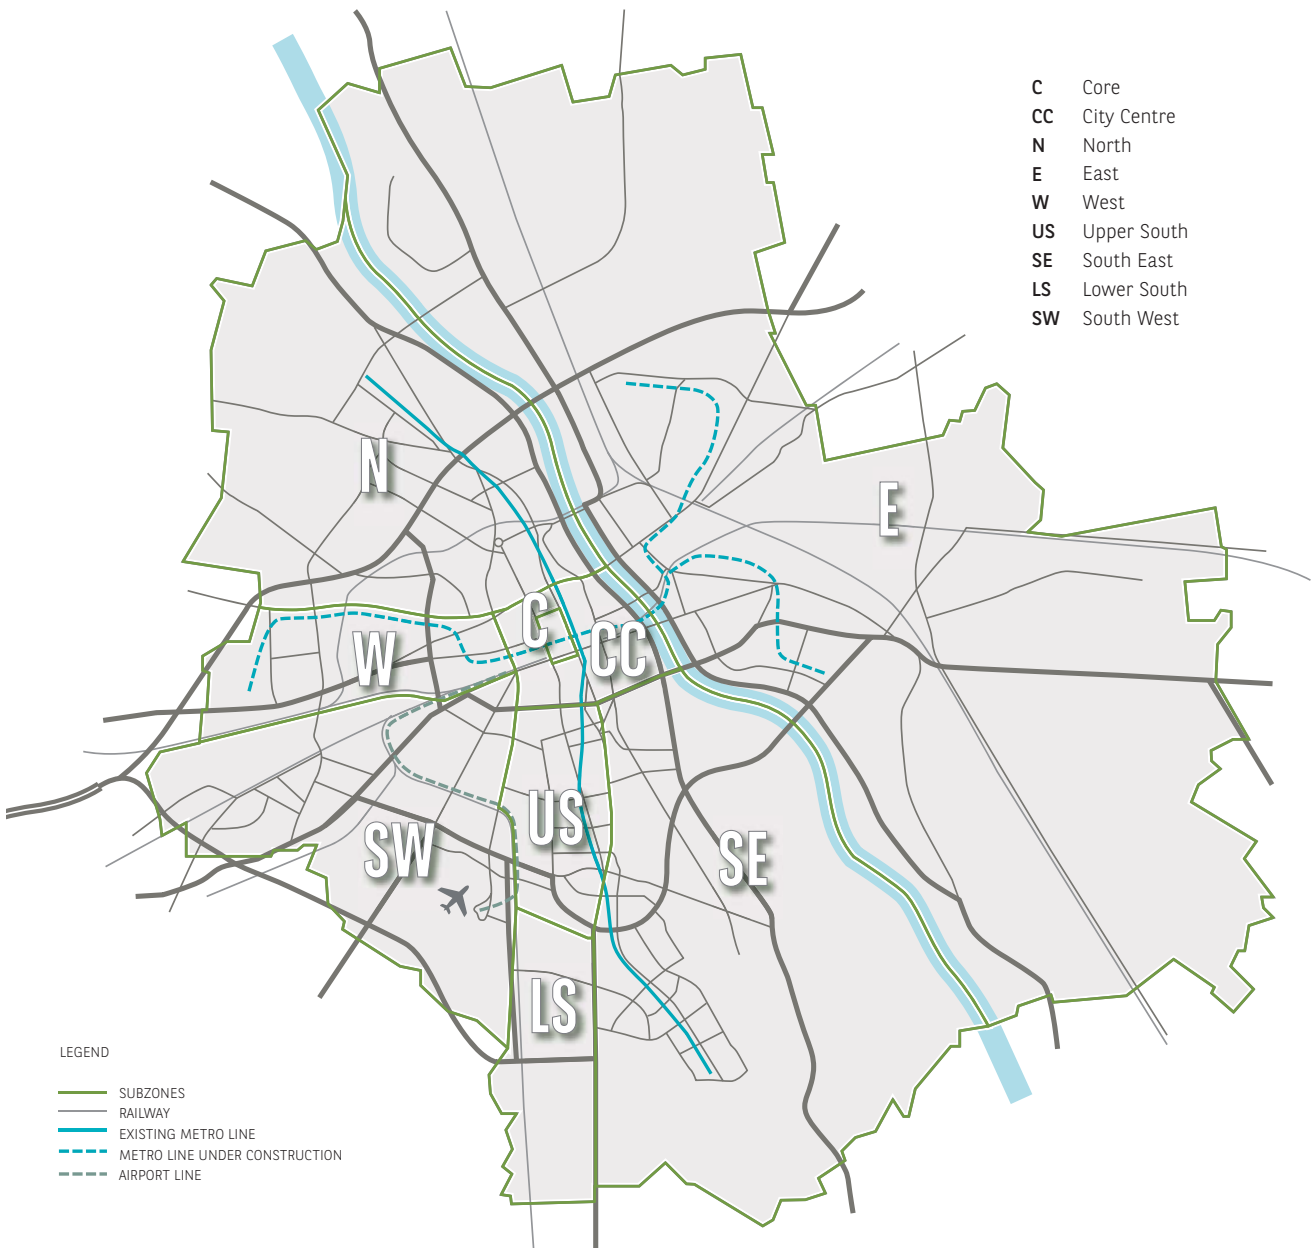 C Core
CC City Centre
N North
E East
W West
US Upper South
SE South East
LS Lower South
SW South West
N
E
C
CC
W
US
SW
SE
LS
LEGEND
SUBZONES
RAILWAY
EXISTING METRO LINE
METRO LINE UNDER CONSTRUCTION
AIRPORT LINE